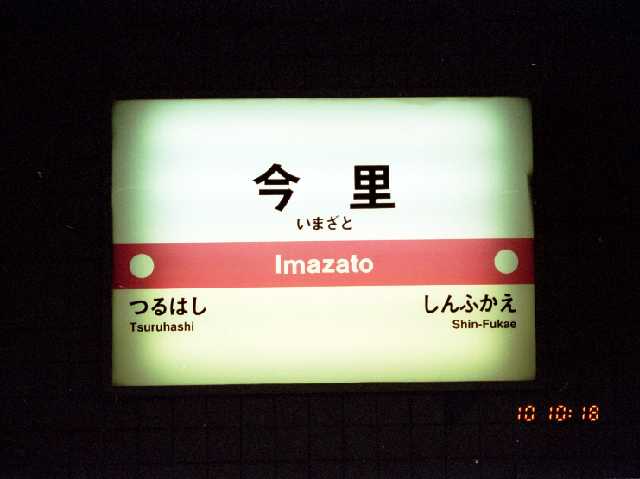 今里
いまざと
Imazato
つるはし しんふかえ
Tsuruhashi Shin-Fukae
10 10:18